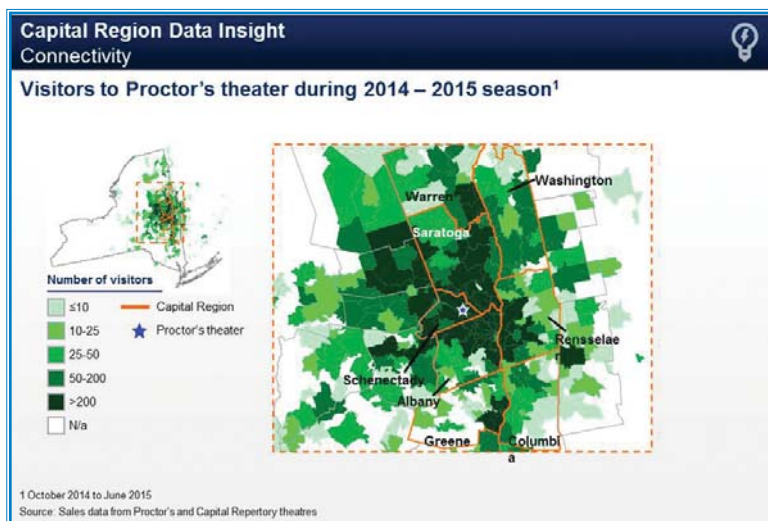 Capital Region Data Insight
Connectivity
Visitors to Proctor's theater during 2014 – 2015 season¹
Number of visitors
≤10
10-25
25-50
50-200
>200
N/a
Capital Region
Proctor's theater
Warren
Washington
Saratoga
Rensselae
Schenectady
Albany
Greene
Columbi
a
1 October 2014 to June 2015
Source: Sales data from Proctor's and Capital Repertory theatres